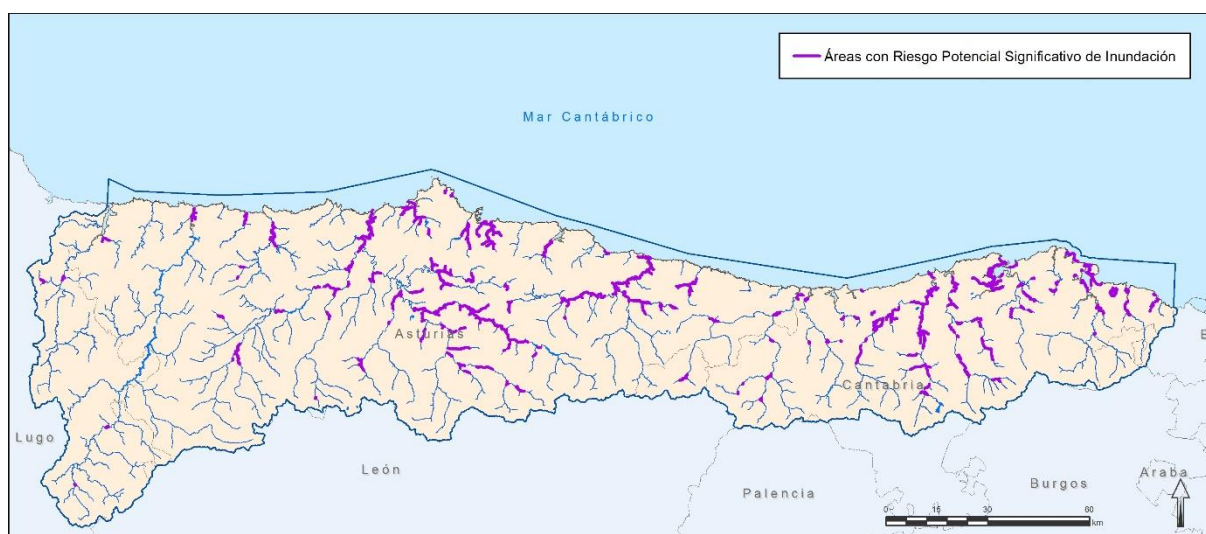 Áreas con Riesgo Potencial Significativo de Inundación
Mar Cantábrico
Asturias
Cantabria
Lugo
León
Palencia
Burgos
Araba
E
0 15 30 60
km